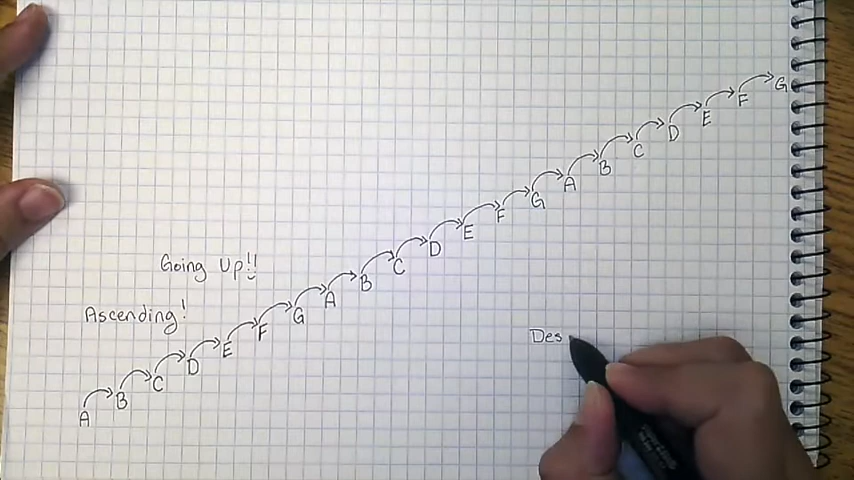 Going Up!!
Ascending!
A B C D E F G A B C D E F G A B C D E F G
Des